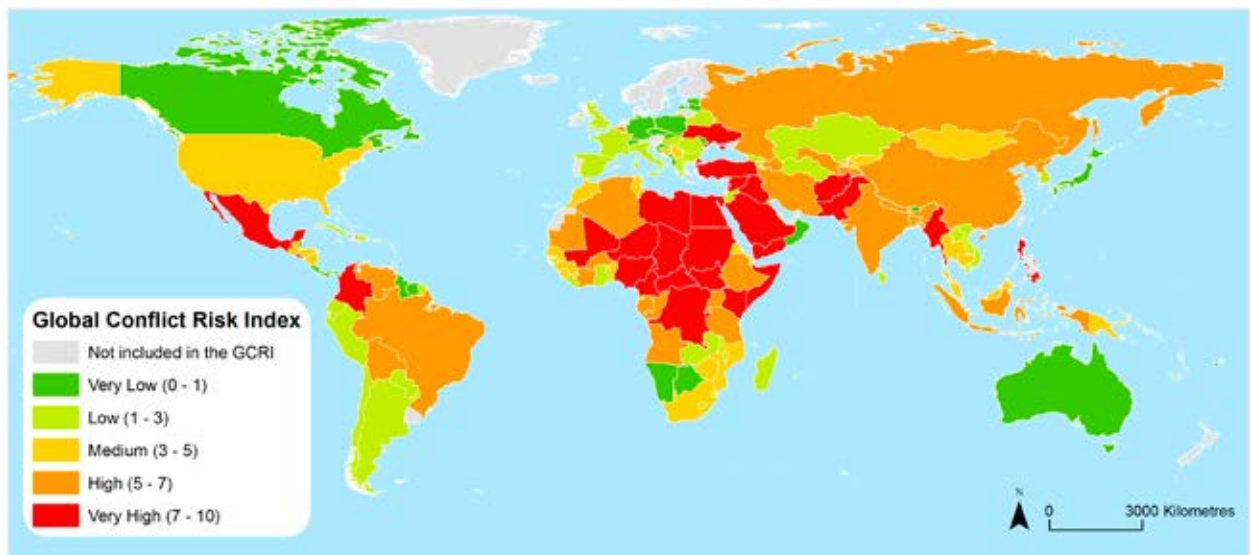 Global Conflict Risk Index
Not included in the GCRI
Very Low (0 - 1)
Low (1 - 3)
Medium (3 - 5)
High (5 - 7)
Very High (7 - 10)
N
0 3000 Kilometres